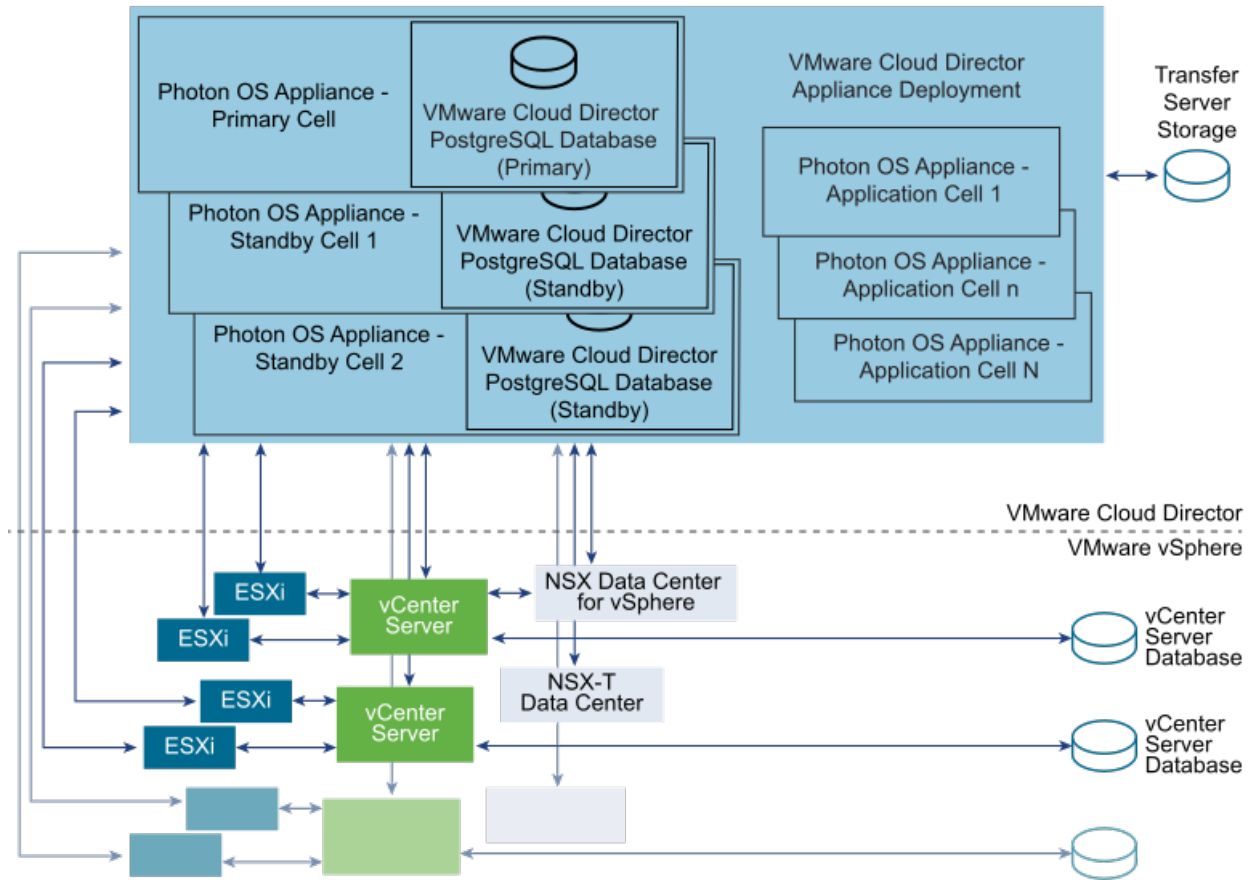 Photon OS Appliance -
Primary Cell
VMware Cloud Director
PostgreSQL Database
(Primary)
Photon OS Appliance -
Standby Cell 1
VMware Cloud Director
PostgreSQL Database
(Standby)
Photon OS Appliance -
Standby Cell 2
VMware Cloud Director
PostgreSQL Database
(Standby)
VMware Cloud Director
Appliance Deployment
Photon OS Appliance -
Application Cell 1
Photon OS Appliance -
Application Cell n
Photon OS Appliance -
Application Cell N
Transfer
Server
Storage
VMware Cloud Director
VMware vSphere
ESXi
ESXi
vCenter
Server
NSX Data Center
for vSphere
vCenter
Server
Database
ESXi
ESXi
vCenter
Server
NSX-T
Data Center
vCenter
Server
Database